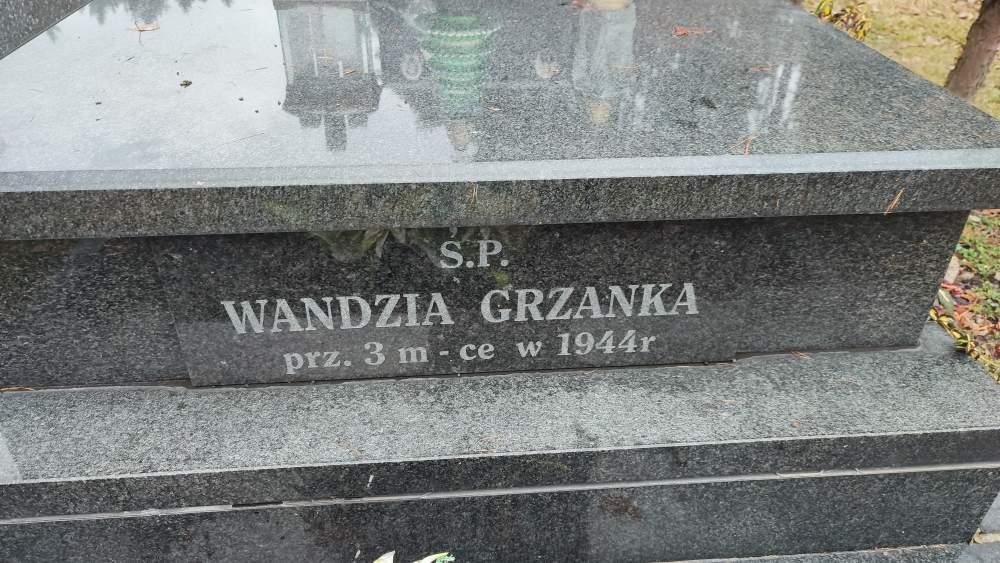 Ś.P.
WANDZIA GRZANKA
prz. 3 m - ce w 1944r